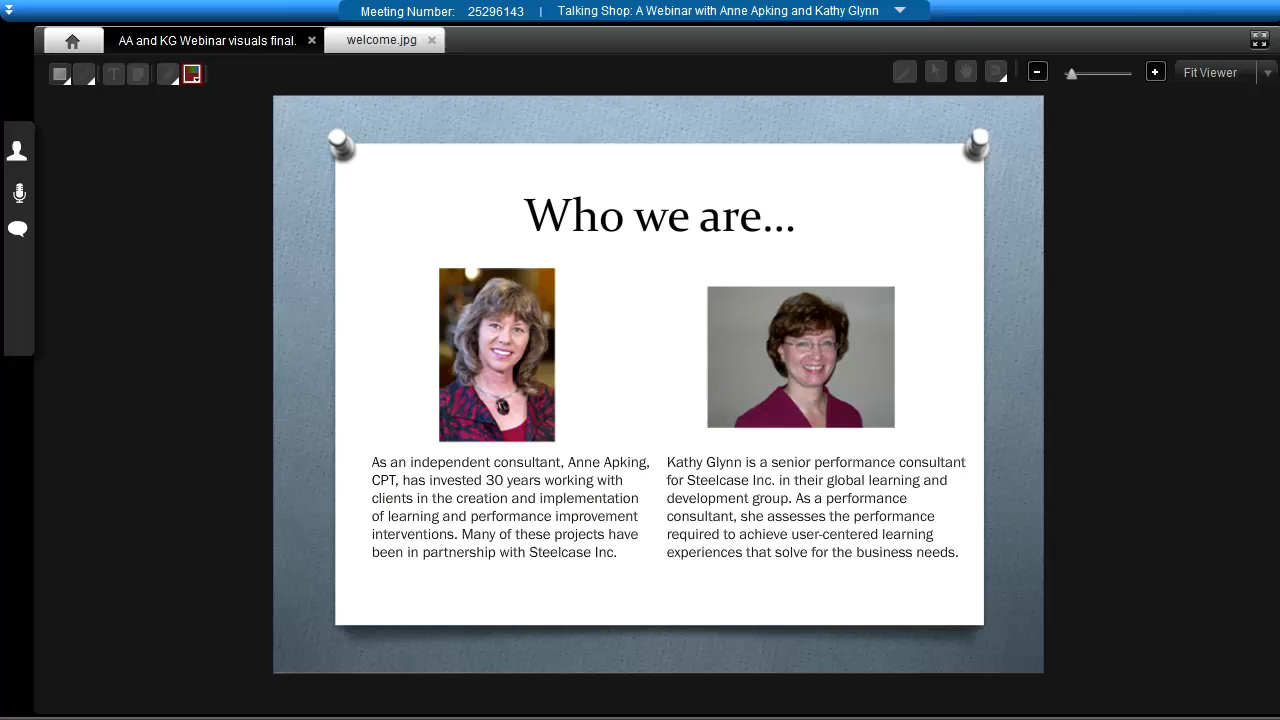 Meeting Number: 25296143 | Talking Shop: A Webinar with Anne Apking and Kathy Glynn
AA and KG Webinar visuals final.
welcome.jpg
T
Fit Viewer
Who we are...
As an independent consultant, Anne Apking,
CPT, has invested 30 years working with
clients in the creation and implementation
of learning and performance improvement
interventions. Many of these projects have
been in partnership with Steelcase Inc.
Kathy Glynn is a senior performance consultant
for Steelcase Inc. in their global learning and
development group. As a performance
consultant, she assesses the performance
required to achieve user-centered learning
experiences that solve for the business needs.